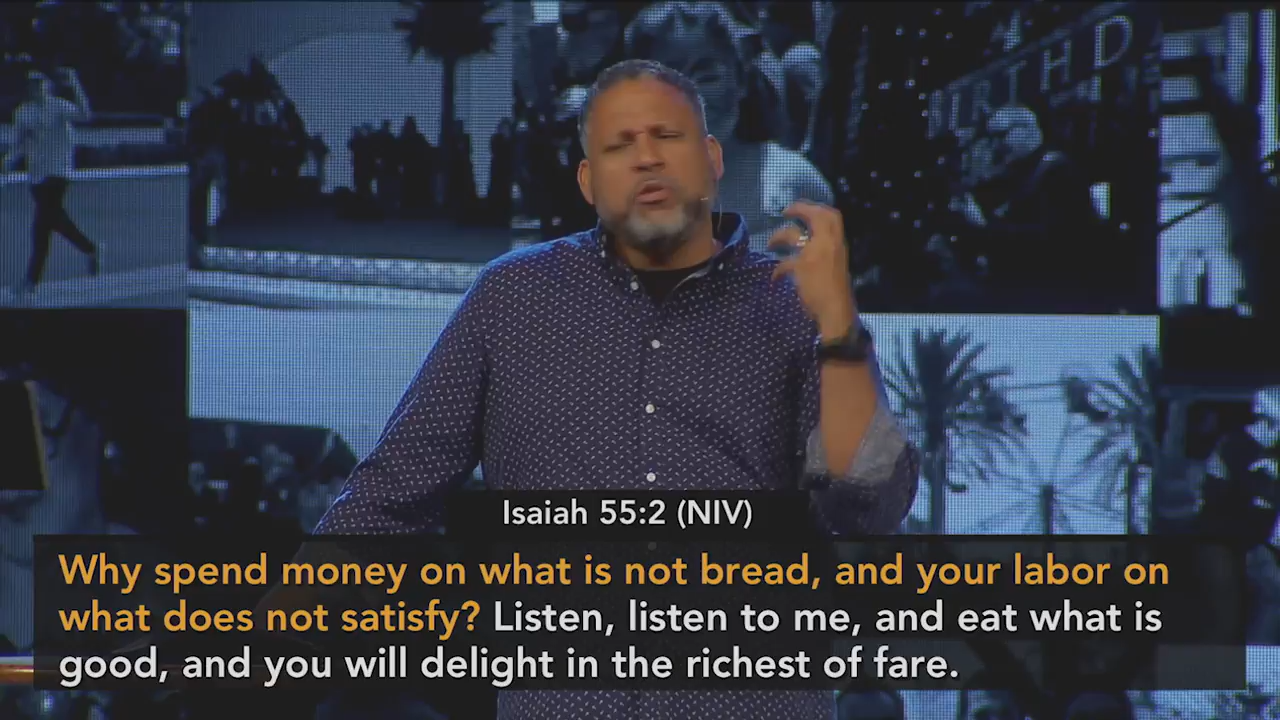 BIRTHD
Isaiah 55:2 (NIV)
Why spend money on what is not bread, and your labor on
what does not satisfy? Listen, listen to me, and eat what is
good, and you will delight in the richest of fare.